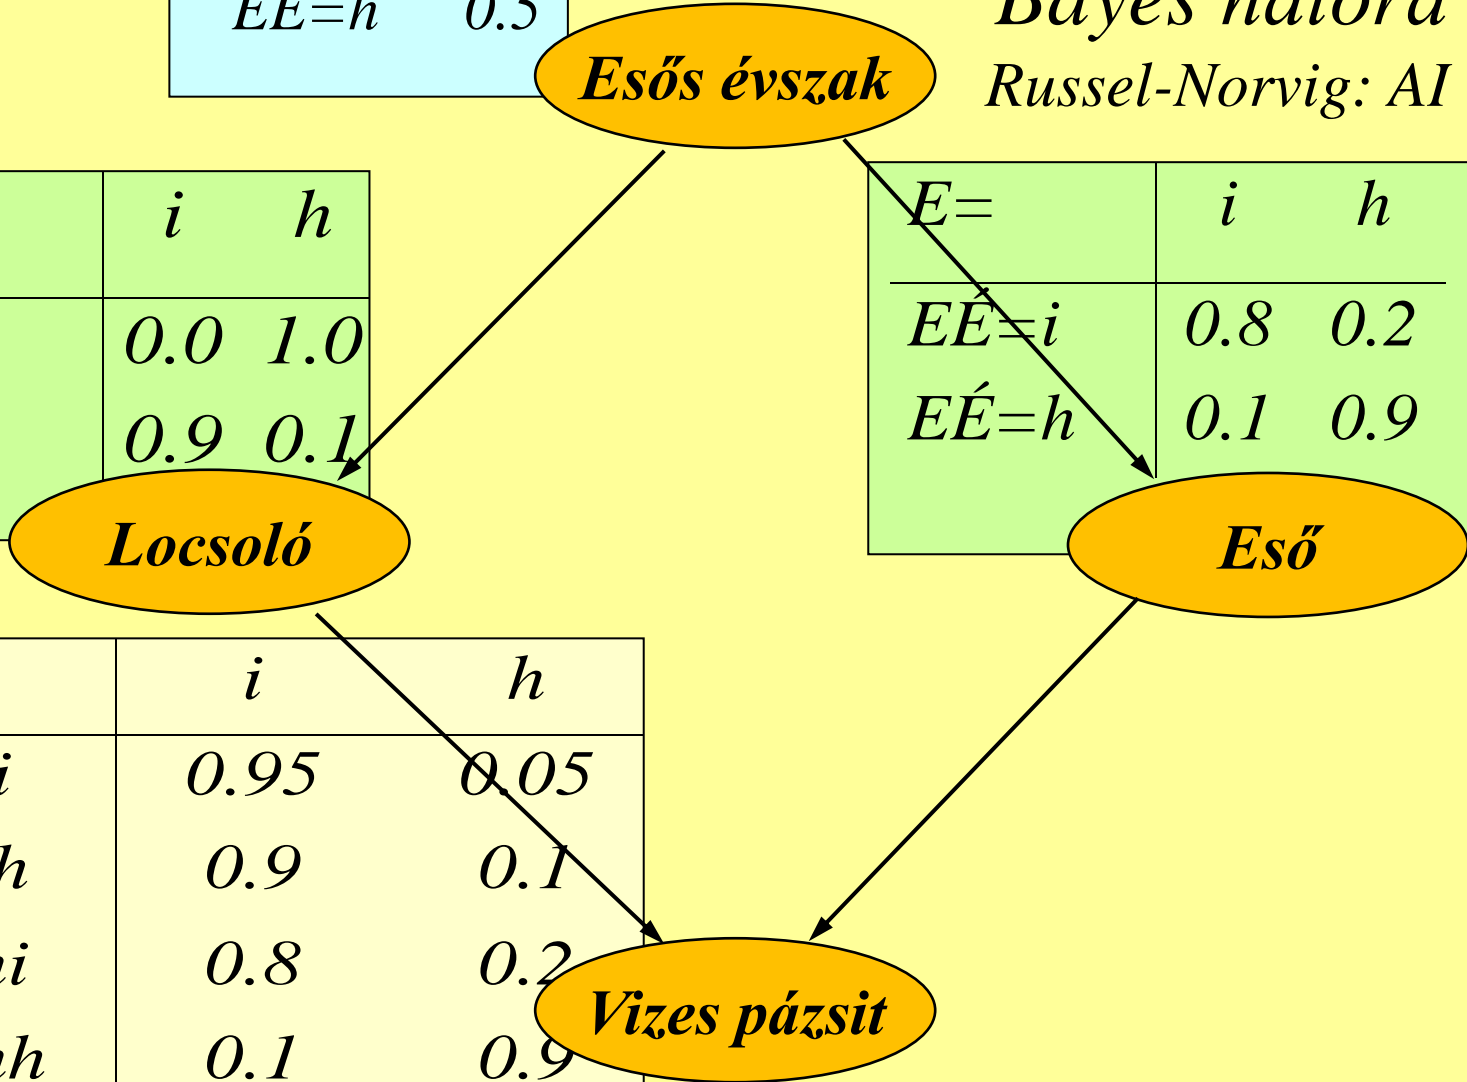 EÉ=h 0.5
Bayes hálóra
Russel-Norvig: AI
Esős évszak
i h
0.0 1.0
0.9 0.1
E= i h
EÉ=i 0.8 0.2
EÉ=h 0.1 0.9
Locsoló
Eső
i h
i 0.95 0.05
h 0.9 0.1
i 0.8 0.2
h 0.1 0.9
Vizes pázsit